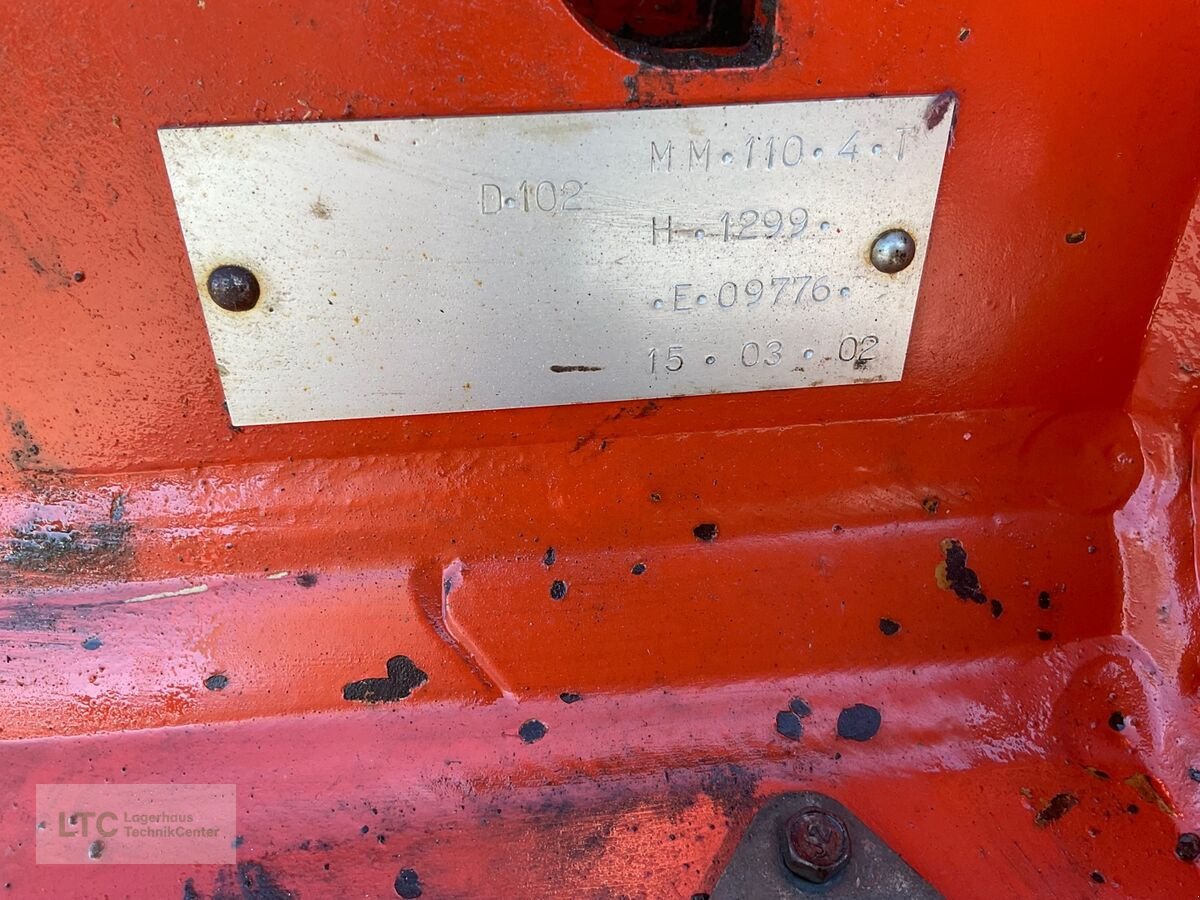 MM·110·4·T
D·102
H·1299·
·E·09776·
15·03·02
LTC Lagerhaus
TechnikCenter